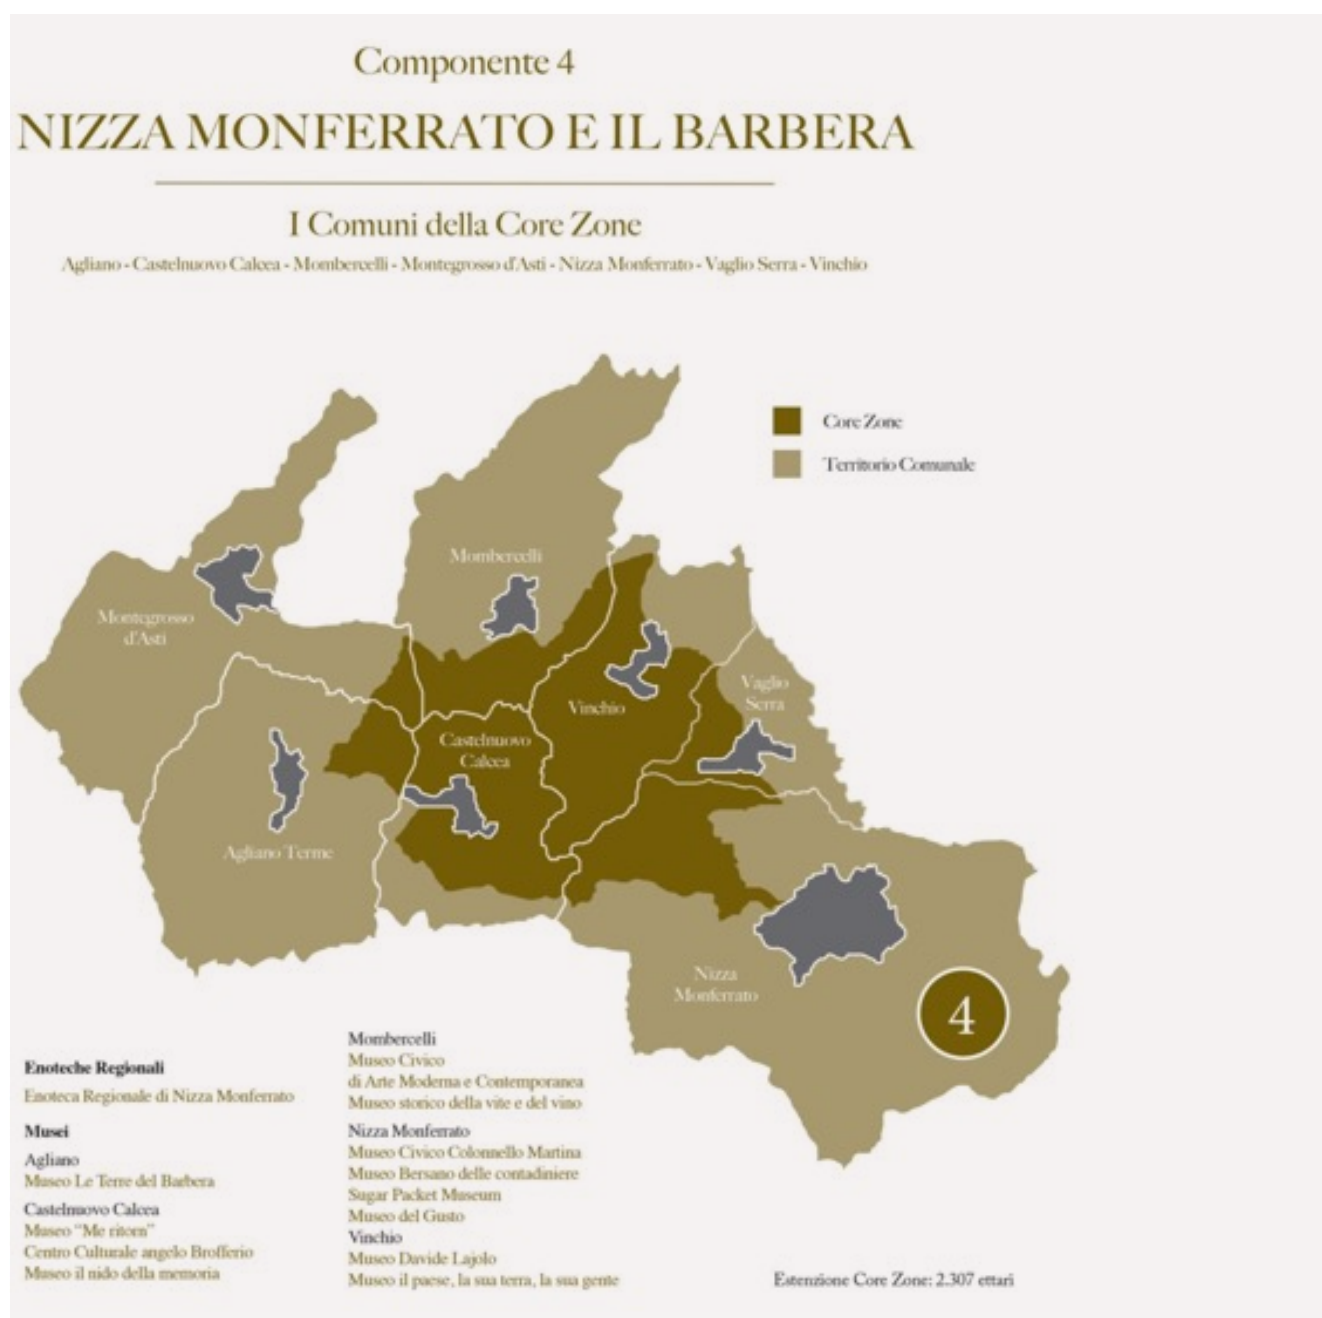 Componente 4
NIZZA MONFERRATO E IL BARBERA
I Comuni della Core Zone
Agliano - Castelnuovo Calcea - Mombercelli - Montegrosso d'Asti - Nizza Monferrato - Vaglio Serra - Vinchio
Core Zone
Territorio Comunale
Mombercelli
Montegrosso
d'Asti
Vaglio
Serra
Vinchio
Castelnuovo
Calcea
Agliano Terme
Nizza
Monferrato
4
Enoteche Regionali
Enoteca Regionale di Nizza Monferrato
Musei
Agliano
Museo Le Terre del Barbera
Castelnuovo Calcea
Museo “Me ritorn”
Centro Culturale angelo Brofferio
Museo il nido della memoria
Mombercelli
Museo Civico
di Arte Moderna e Contemporanea
Museo storico della vite e del vino
Nizza Monferrato
Museo Civico Colonnello Martina
Museo Bersano delle contadiniere
Sugar Packet Museum
Museo del Gusto
Vinchio
Museo Davide Lajolo
Museo il paese, la sua terra, la sua gente
Estenzione Core Zone: 2.307 ettari